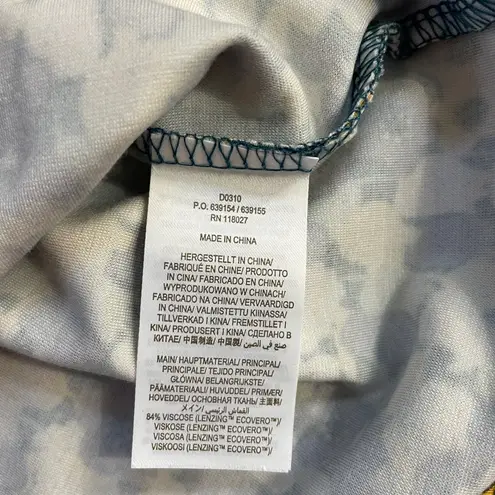 D0310
P.O. 639154 / 639155
RN 118027
MADE IN CHINA
HERGESTELLT IN CHINA/
FABRIQUÉ EN CHINE/ PRODOTTO
IN CINA/ FABRICADO EN CHINA/
WYPRODUKOWANO W CHINACH/
FABRICADO NA CHINA/ VERVAARDIGD
IN CHINA/ VALMISTETTU KIINASSA/
TILLVERKAD I KINA/ FREMSTILLET I
KINA/ PRODUSERT I KINA/ СДЕЛАНО В
КИТАЕ/ 中国制造/ 中国製/ صنع في الصين
MAIN/ HAUPTMATERIAL/ PRINCIPAL/
PRINCIPALE/ TEJIDO PRINCIPAL/
GŁÓWNA/ BELANGRIJKSTE/
PÄÄMATERIAALI/ HUVUDDEL/ PRIMÆR/
HOVEDDEL/ ОСНОВНАЯ ТКАНЬ/ 主面料/
メイン/ القماش الرئيسي/
84% VISCOSE (LENZING™ ECOVERO™)/
VISKOSE (LENZING™ ECOVERO™)/
VISCOSA (LENZING™ ECOVERO™)/
VISKOOSI (LENZING™ ECOVERO™)/